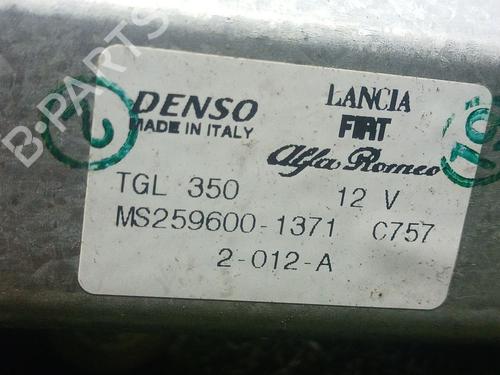 DENSO
MADE IN ITALY
LANCIA
FIAT
Alfa Romeo
TGL 350 12 V
MS259600-1371 C757
2-012-A
B-PARTS